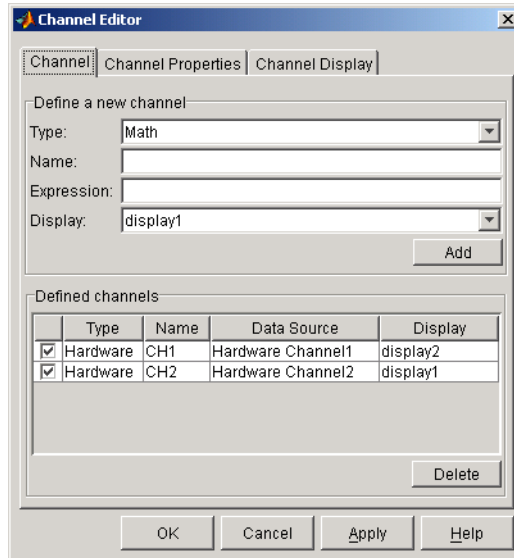 Channel Editor
Channel Channel Properties Channel Display
Define a new channel
Type: Math
Name:
Expression:
Display: display1
Add
Defined channels
Type Name Data Source Display
Hardware CH1 Hardware Channel1 display2
Hardware CH2 Hardware Channel2 display1
Delete
OK Cancel Apply Help